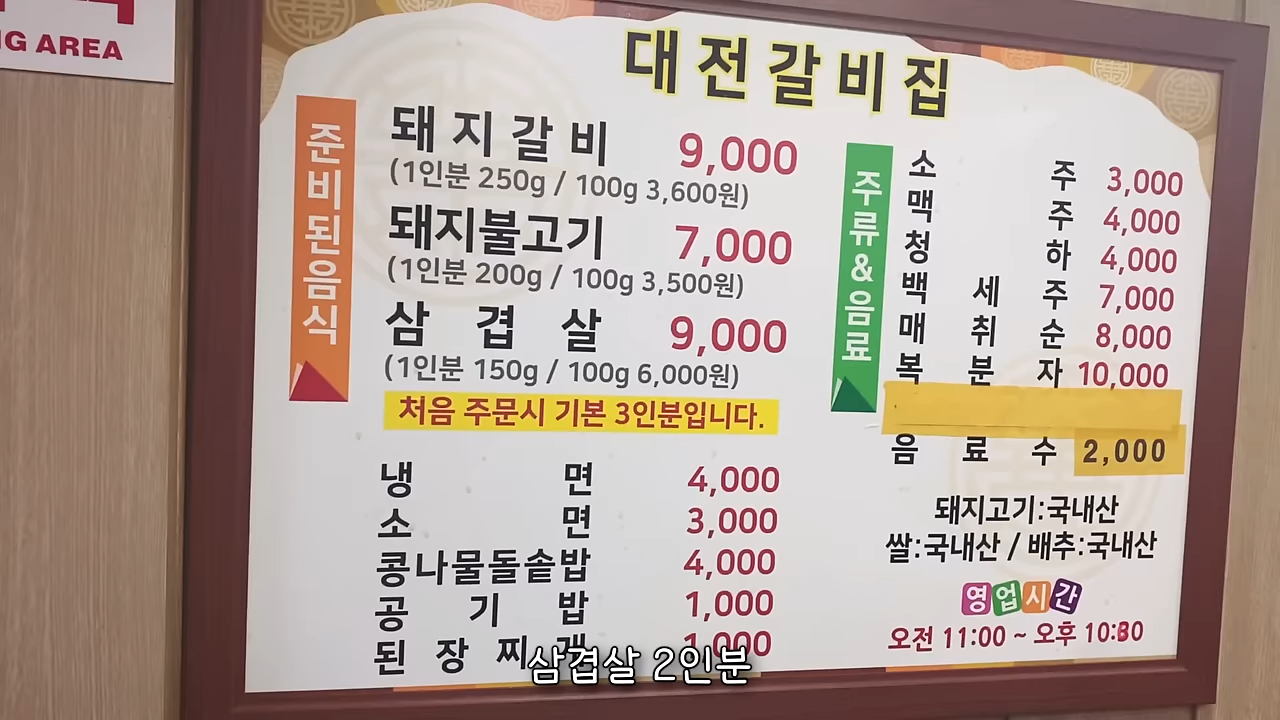 NG AREA
대전갈비집
준비된음식
돼지갈비 9,000
(1인분 250g / 100g 3,600원)
돼지불고기 7,000
(1인분 200g / 100g 3,500원)
삼겹살 9,000
(1인분 150g / 100g 6,000원)
처음 주문시 기본 3인분입니다.
냉면 4,000
소면 3,000
콩나물돌솥밥 4,000
공기밥 1,000
된장찌개 1,000
주류&음료
소주 3,000
맥주 4,000
청하 4,000
백세주 7,000
매취순 8,000
복분자 10,000
음료수 2,000
돼지고기:국내산
쌀:국내산 / 배추:국내산
영업시간
오전 11:00 ~ 오후 10:30
삼겹살 2인분